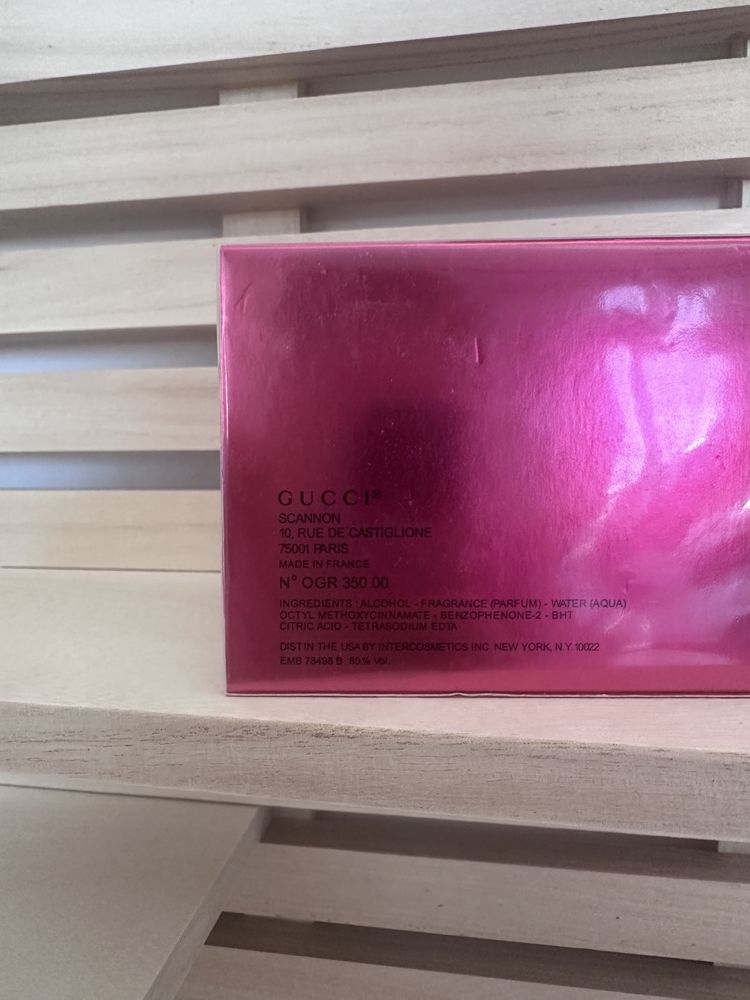 GUCCI®
SCANNON
10, RUE DE CASTIGLIONE
75001 PARIS
MADE IN FRANCE
N° OGR 350 00
INGREDIENTS : ALCOHOL - FRAGRANCE (PARFUM) - WATER (AQUA)
OCTYL METHOXYCINNAMATE - BENZOPHENONE-2 - BHT
CITRIC ACID - TETRASODIUM EDTA
DIST IN THE USA BY INTERCOSMETICS INC NEW YORK, N.Y. 10022
EMB 78498 B 80% Vol.